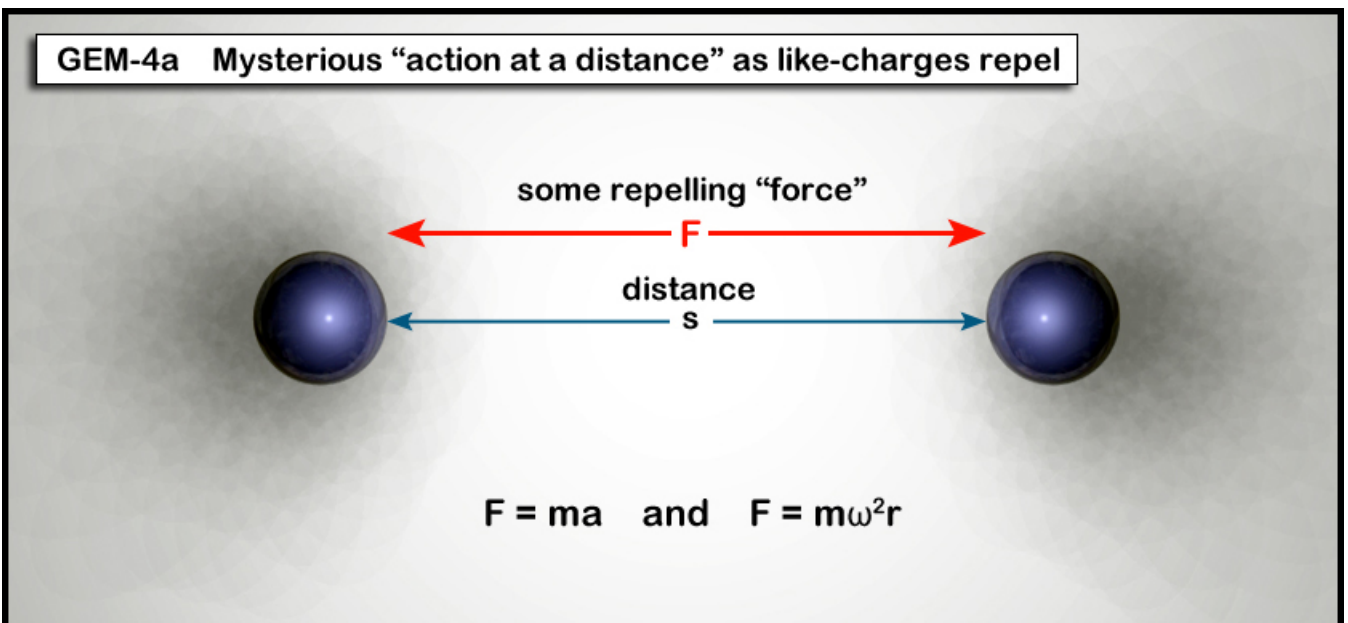 GEM-4a Mysterious “action at a distance” as like-charges repel
some repelling “force”
F
distance
s
F = ma and F = mω²r